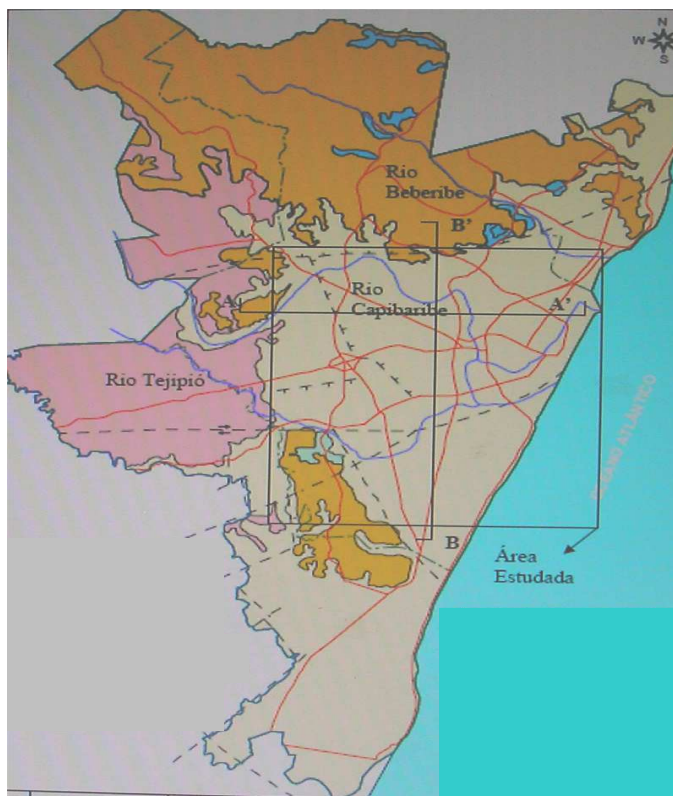 N
W
S
Rio
Beberibe
B'
Rio
Capibaribe
A
A'
Rio Tejipió
OCEANO ATLÂNTICO
B
Área
Estudada